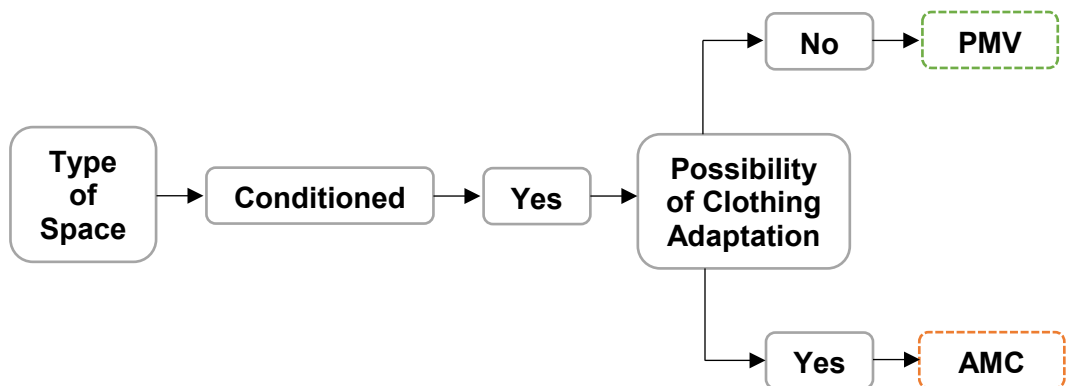 No
PMV
Type
of
Space
Conditioned
Yes
Possibility
of Clothing
Adaptation
Yes
AMC